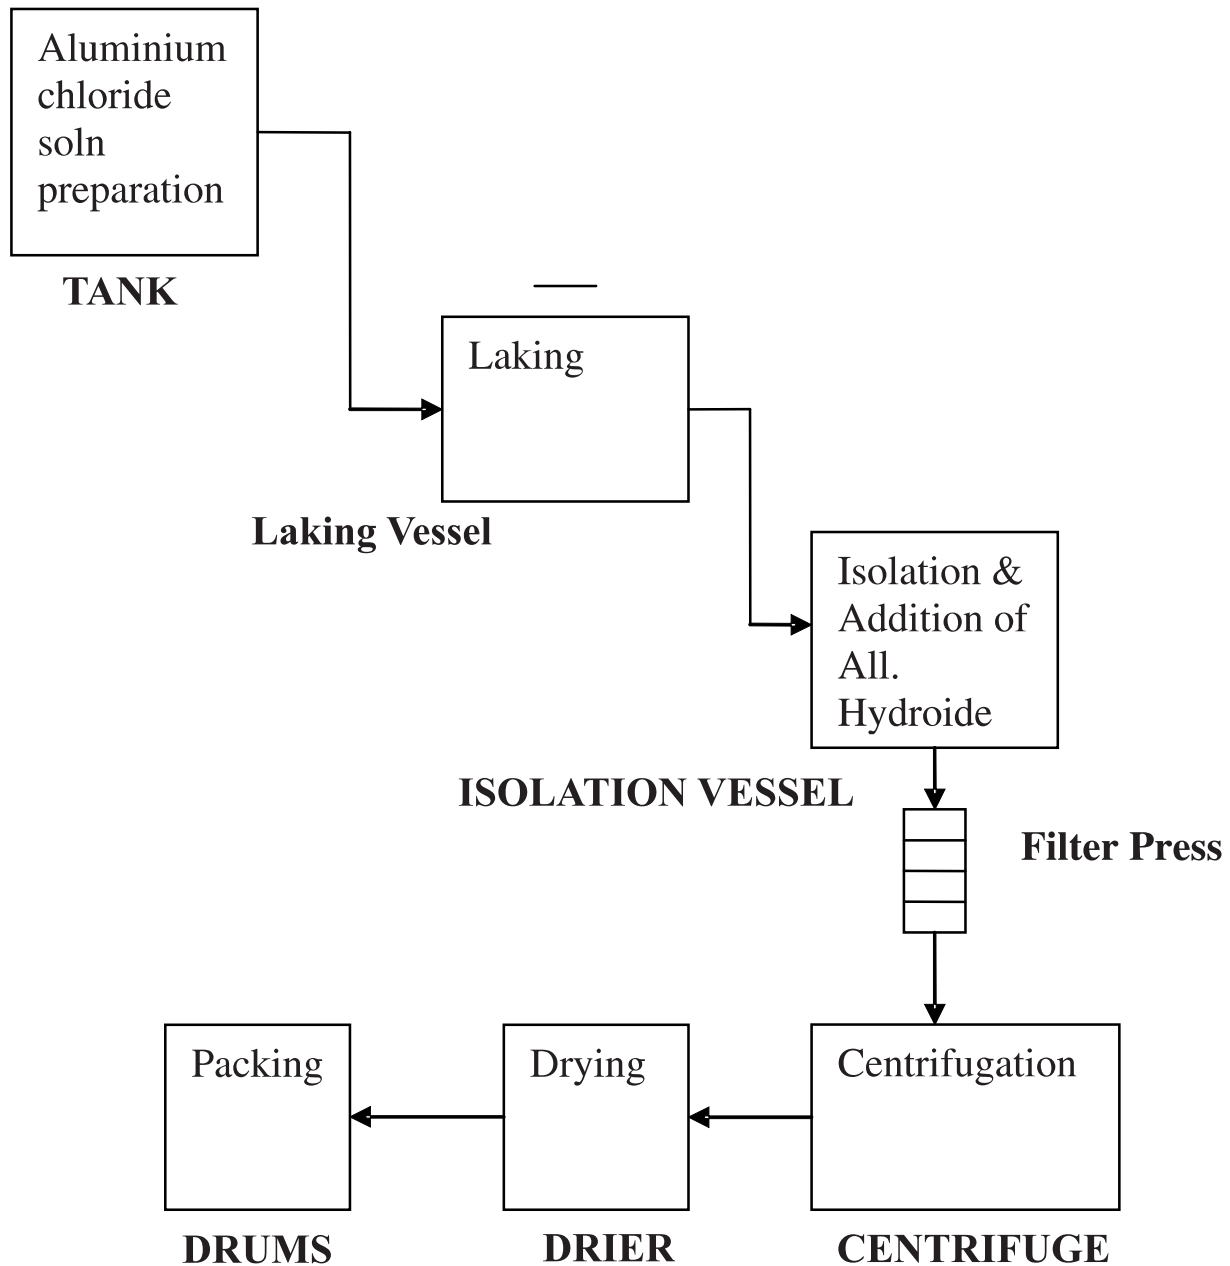 Aluminium
chloride
soln
preparation
TANK
Laking
Laking Vessel
Isolation &
Addition of
All.
Hydroide
ISOLATION VESSEL
Filter Press
Packing
Drying
Centrifugation
DRUMS
DRIER
CENTRIFUGE